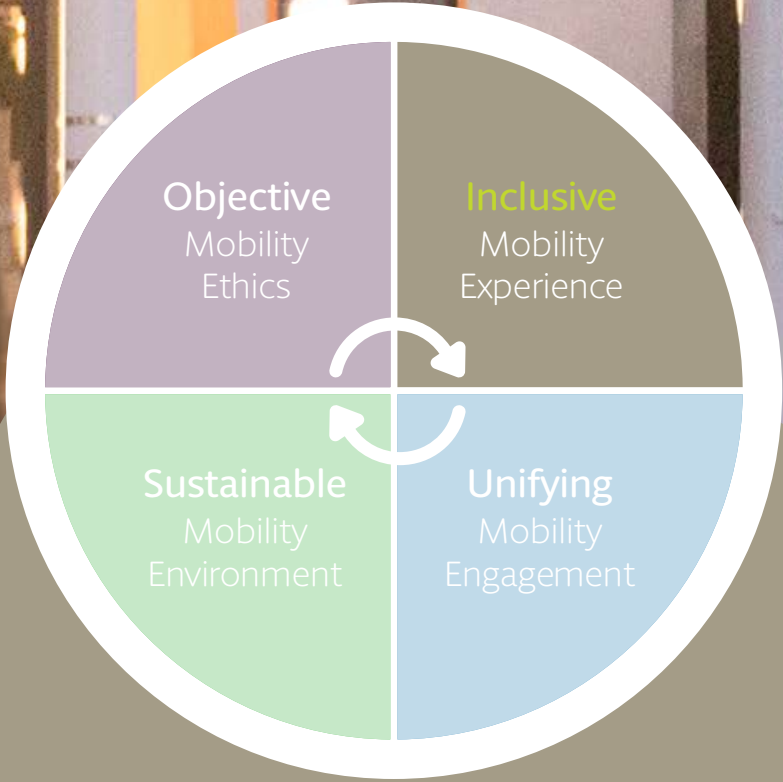 Objective
Mobility
Ethics
Inclusive
Mobility
Experience
Sustainable
Mobility
Environment
Unifying
Mobility
Engagement